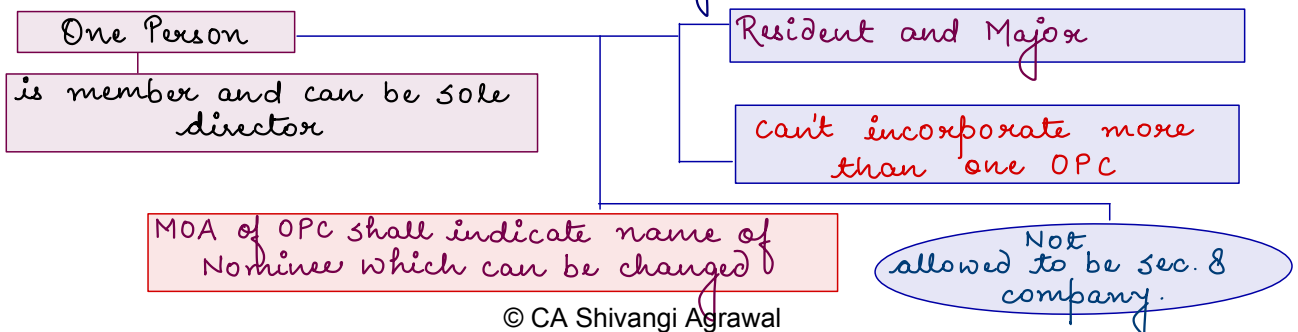 One Person
Resident and Major
is member and can be sole
director
can't incorporate more
than one OPC
MOA of OPC shall indicate name of
Nominee which can be changed
Not
allowed to be sec. 8
company.
© CA Shivangi Agrawal